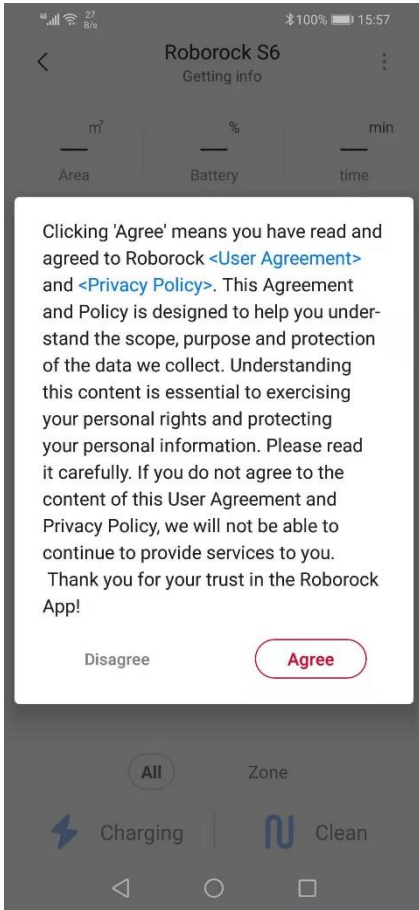 46 27 B/s 100% 15:57
Roborock S6
Getting info
m² % min
Area Battery time
Clicking 'Agree' means you have read and
agreed to Roborock <User Agreement>
and <Privacy Policy>. This Agreement
and Policy is designed to help you under-
stand the scope, purpose and protection
of the data we collect. Understanding
this content is essential to exercising
your personal rights and protecting
your personal information. Please read
it carefully. If you do not agree to the
content of this User Agreement and
Privacy Policy, we will not be able to
continue to provide services to you.
Thank you for your trust in the Roborock
App!
Disagree Agree
All Zone
Charging Clean